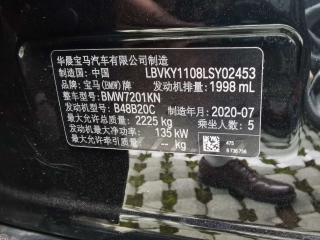 华晨宝马汽车有限公司制造
制造国：中国 LBVKY1108LSY02453
品牌：宝马(BMW)牌 发动机排量：1998 mL
整车型号：BMW7201KN
发动机型号：B48B20C 制造年月：2020-07
最大允许总质量：2225 kg 乘坐人数：5
发动机最大净功率：135 kW
最大允许牵引质量：-- kg
475